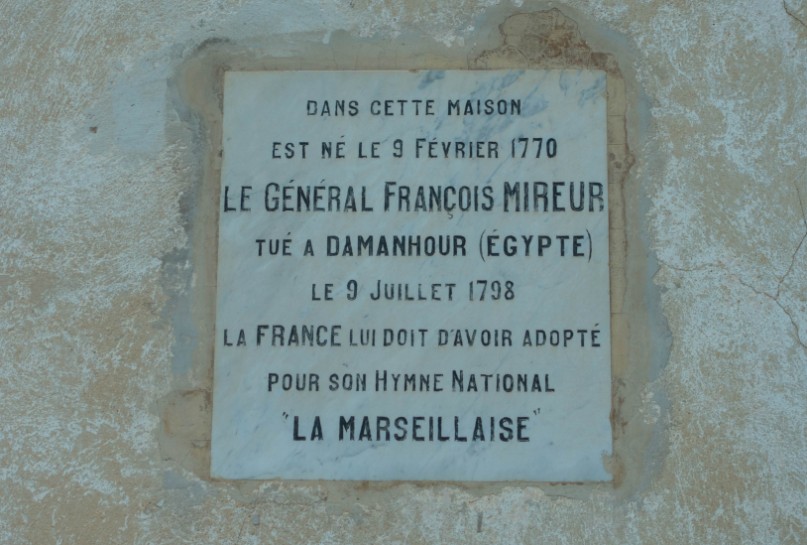 DANS CETTE MAISON
EST NÉ LE 9 FÉVRIER 1770
LE GÉNÉRAL FRANÇOIS MIREUR
TUÉ A DAMANHOUR (ÉGYPTE)
LE 9 JUILLET 1798
LA FRANCE LUI DOIT D'AVOIR ADOPTÉ
POUR SON HYMNE NATIONAL
"LA MARSEILLAISE"